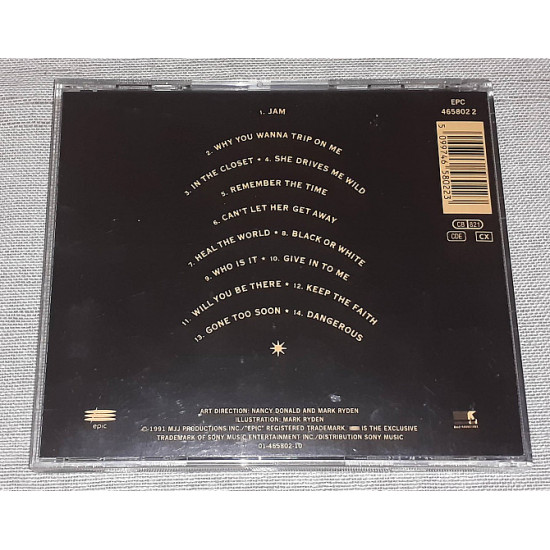 EPC
465802 2
1. JAM
2. WHY YOU WANNA TRIP ON ME
3. IN THE CLOSET • 4. SHE DRIVES ME WILD
5. REMEMBER THE TIME
6. CAN'T LET HER GET AWAY
7. HEAL THE WORLD • 8. BLACK OR WHITE
9. WHO IS IT • 10. GIVE IN TO ME
11. WILL YOU BE THERE • 12. KEEP THE FAITH
13. GONE TOO SOON • 14. DANGEROUS
5 099746 580223
CB 821
CDE CX
ART DIRECTION: NANCY DONALD AND MARK RYDEN
ILLUSTRATION: MARK RYDEN
© 1991 MJJ PRODUCTIONS INC./"EPIC" REGISTERED TRADEMARK. IS THE EXCLUSIVE
TRADEMARK OF SONY MUSIC ENTERTAINMENT INC./DISTRIBUTION SONY MUSIC
01-465802-10
epic